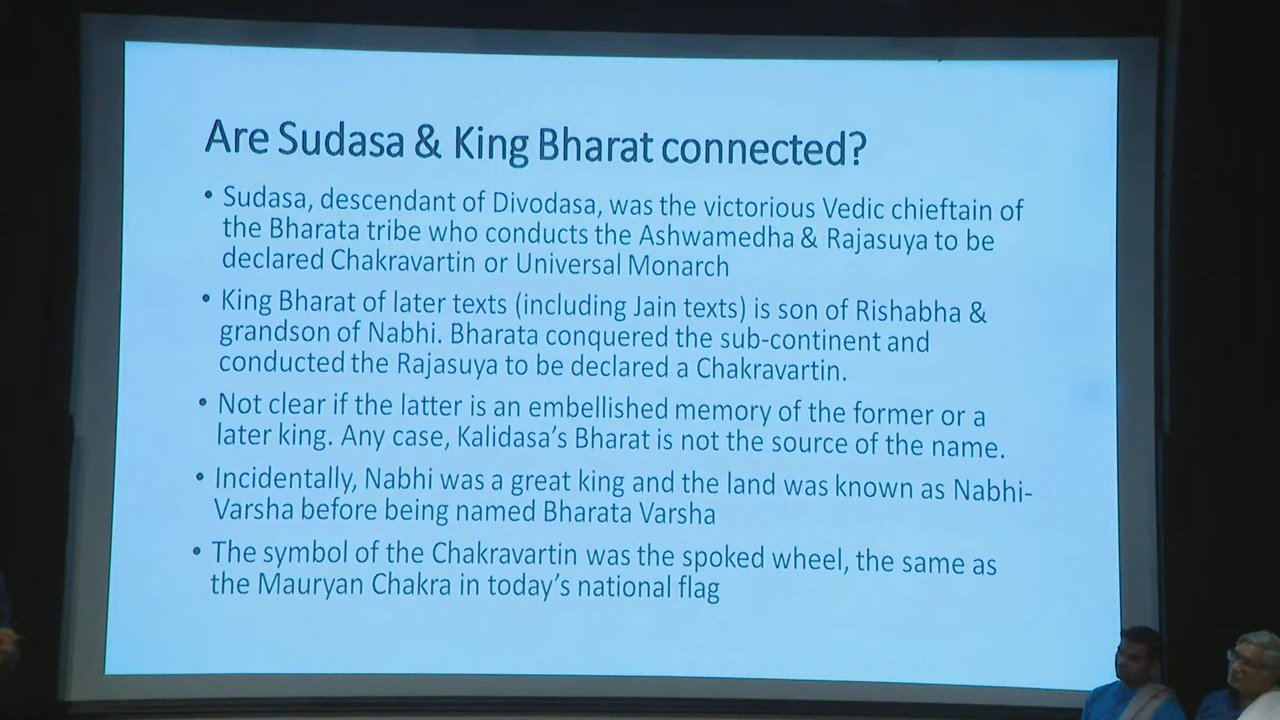 Are Sudasa & King Bharat connected?
• Sudasa, descendant of Divodasa, was the victorious Vedic chieftain of
the Bharata tribe who conducts the Ashwamedha & Rajasuya to be
declared Chakravartin or Universal Monarch
• King Bharat of later texts (including Jain texts) is son of Rishabha &
grandson of Nabhi. Bharata conquered the sub-continent and
conducted the Rajasuya to be declared a Chakravartin.
• Not clear if the latter is an embellished memory of the former or a
later king. Any case, Kalidasa’s Bharat is not the source of the name.
• Incidentally, Nabhi was a great king and the land was known as Nabhi-
Varsha before being named Bharata Varsha
• The symbol of the Chakravartin was the spoked wheel, the same as
the Mauryan Chakra in today’s national flag